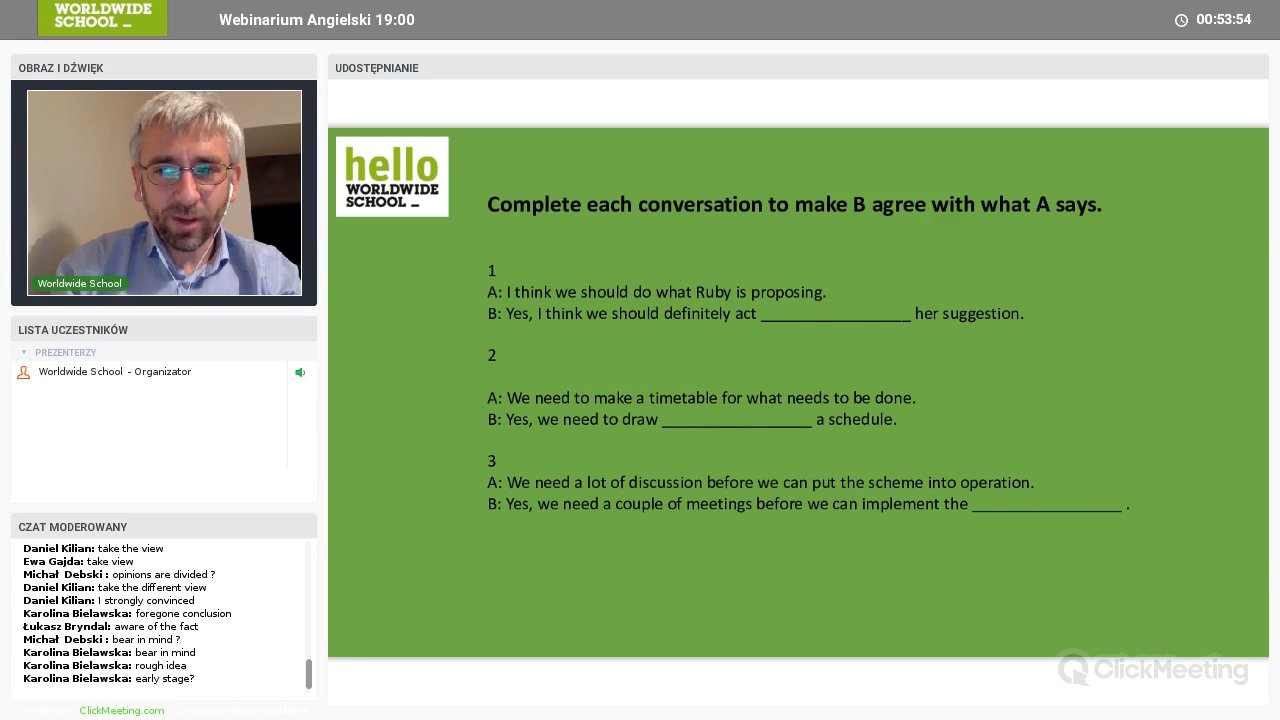 WORLDWIDE
SCHOOL _
Webinarium Angielski 19:00
00:53:54
OBRAZ I DŹWIĘK
Worldwide School
LISTA UCZESTNIKÓW
PREZENTERZY
Worldwide School - Organizator
CZAT MODEROWANY
Daniel Kilian: take the view
Ewa Gajda: take view
Michał Debski : opinions are divided ?
Daniel Kilian: take the different view
Daniel Kilian: I strongly convinced
Karolina Bielawska: foregone conclusion
Łukasz Bryndal: aware of the fact
Michał Debski : bear in mind ?
Karolina Bielawska: bear in mind
Karolina Bielawska: rough idea
Karolina Bielawska: early stage?
ClickMeeting.com
UDOSTĘPNIANIE
hello
WORLDWIDE
SCHOOL _
Complete each conversation to make B agree with what A says.
1
A: I think we should do what Ruby is proposing.
B: Yes, I think we should definitely act _________________ her suggestion.
2
A: We need to make a timetable for what needs to be done.
B: Yes, we need to draw _________________ a schedule.
3
A: We need a lot of discussion before we can put the scheme into operation.
B: Yes, we need a couple of meetings before we can implement the _________________ .
ClickMeeting